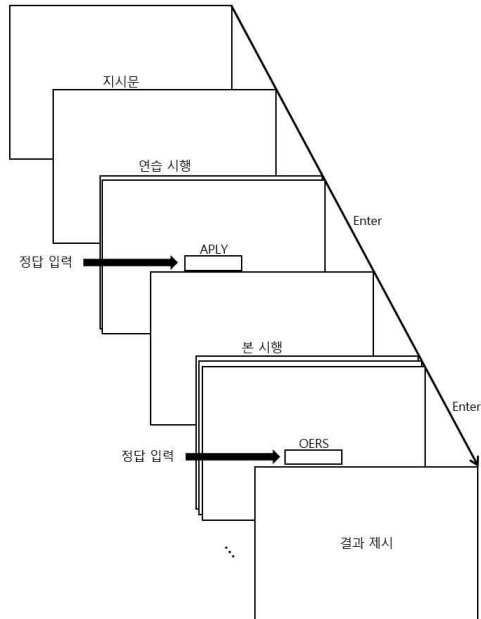 지시문
연습 시행
Enter
APLY
정답 입력
본 시행
Enter
OERS
정답 입력
결과 제시